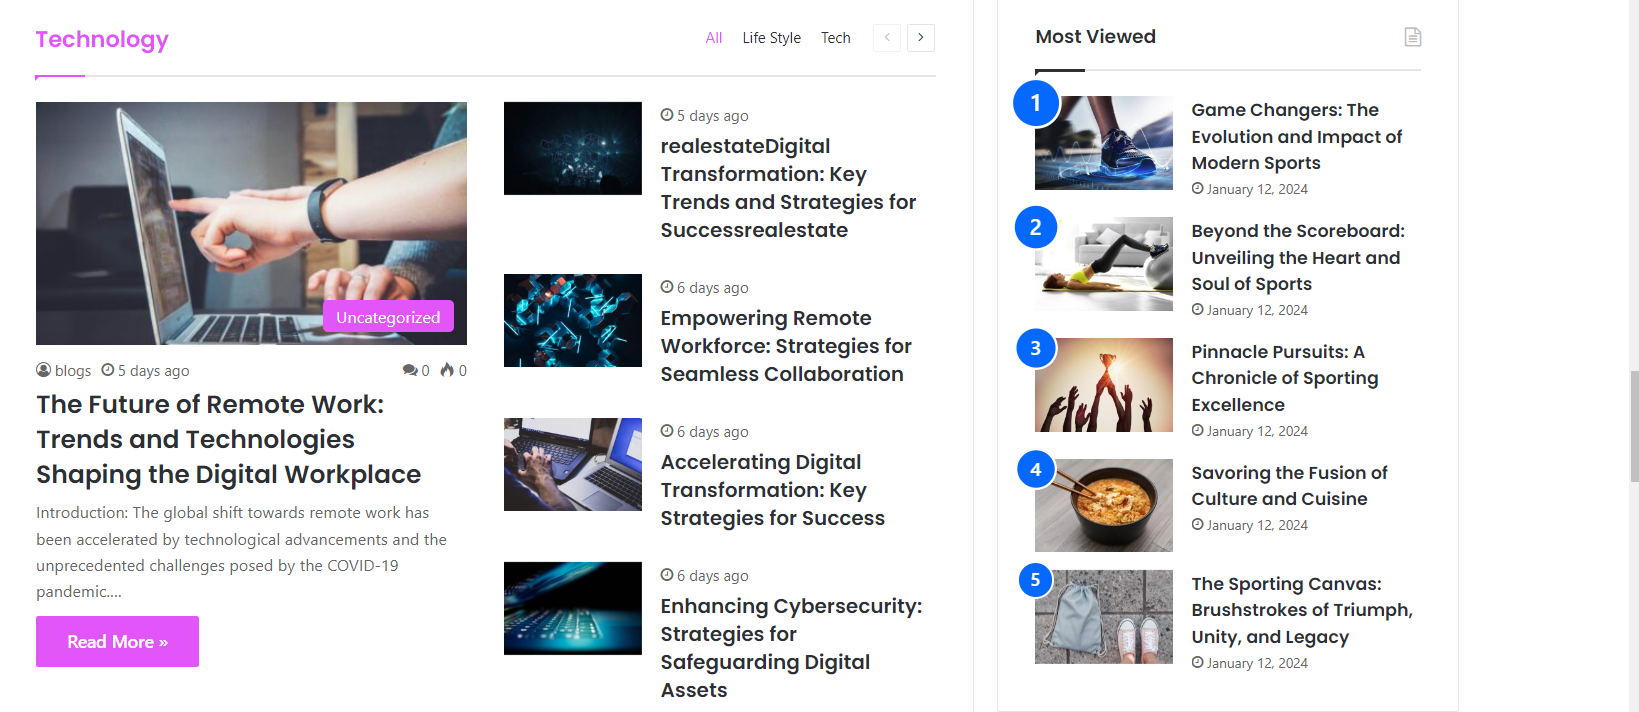 Technology
All Life Style Tech
Uncategorized
blogs 5 days ago 0 0
The Future of Remote Work:
Trends and Technologies
Shaping the Digital Workplace
Introduction: The global shift towards remote work has
been accelerated by technological advancements and the
unprecedented challenges posed by the COVID-19
pandemic....
Read More »
5 days ago
realestateDigital
Transformation: Key
Trends and Strategies for
Successrealestate
6 days ago
Empowering Remote
Workforce: Strategies for
Seamless Collaboration
6 days ago
Accelerating Digital
Transformation: Key
Strategies for Success
6 days ago
Enhancing Cybersecurity:
Strategies for
Safeguarding Digital
Assets
Most Viewed
1
Game Changers: The
Evolution and Impact of
Modern Sports
January 12, 2024
2
Beyond the Scoreboard:
Unveiling the Heart and
Soul of Sports
January 12, 2024
3
Pinnacle Pursuits: A
Chronicle of Sporting
Excellence
January 12, 2024
4
Savoring the Fusion of
Culture and Cuisine
January 12, 2024
5
The Sporting Canvas:
Brushstrokes of Triumph,
Unity, and Legacy
January 12, 2024